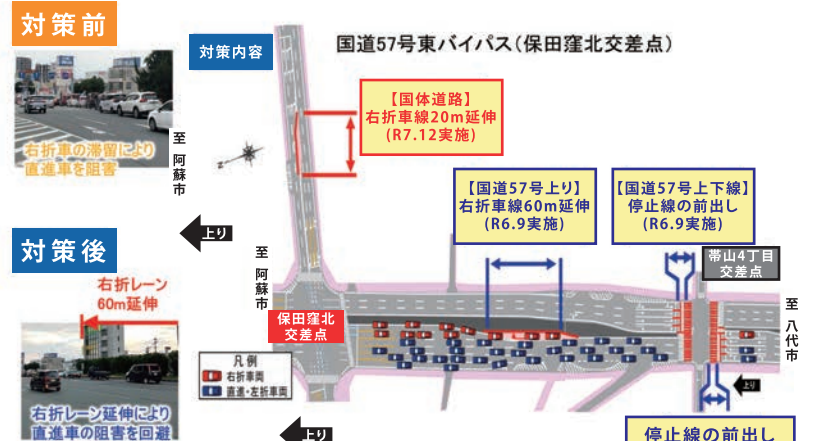 対策前
対策内容
国道57号東バイパス（保田窪北交差点）
右折車の滞留により
直進車を阻害
至 阿蘇市
【国体道路】
右折車線20m延伸
(R7.12実施)
【国道57号上り】
右折車線60m延伸
(R6.9実施)
【国道57号上下線】
停止線の前出し
(R6.9実施)
上り
帯山4丁目
交差点
対策後
至 阿蘇市
至 八代市
右折レーン
60m延伸
保田窪北
交差点
凡例
右折車両
直進・左折車両
上り
右折レーン延伸により
直進車の阻害を回避
上り
停止線の前出し